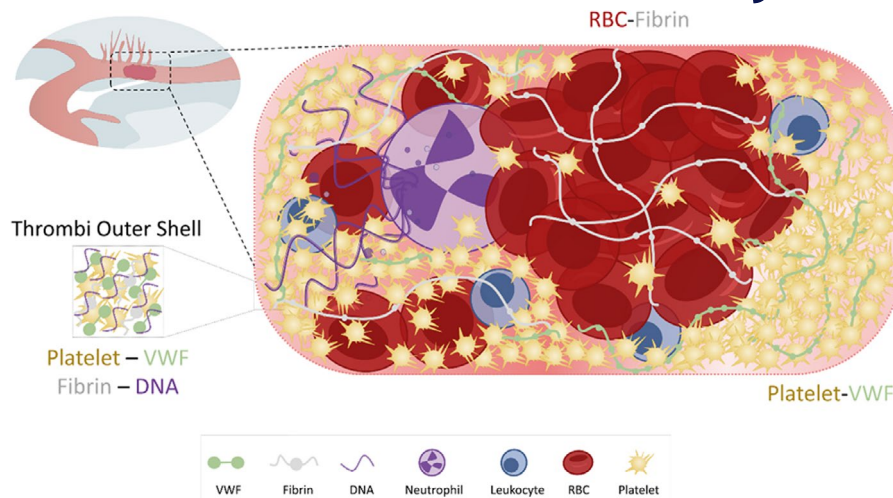 RBC-Fibrin
Thrombi Outer Shell
Platelet – VWF
Fibrin – DNA
Platelet-VWF
VWF
Fibrin
DNA
Neutrophil
Leukocyte
RBC
Platelet